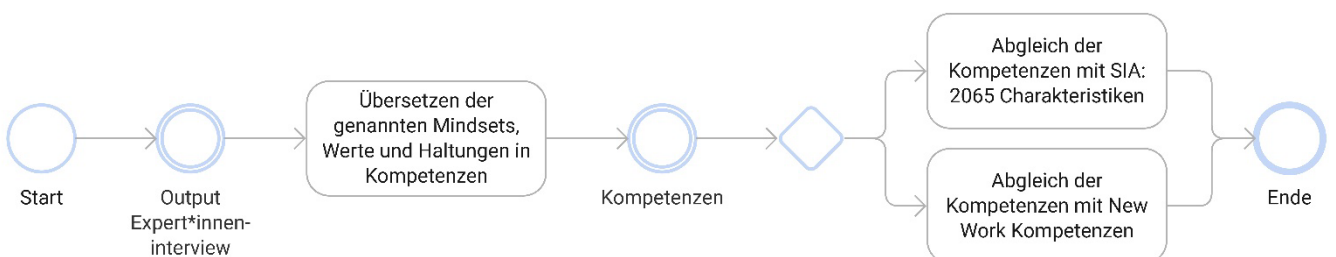 Start
Output
Expert*innen-
interview
Übersetzen der
genannten Mindsets,
Werte und Haltungen in
Kompetenzen
Kompetenzen
Abgleich der
Kompetenzen mit SIA:
2065 Charakteristiken
Abgleich der
Kompetenzen mit New
Work Kompetenzen
Ende